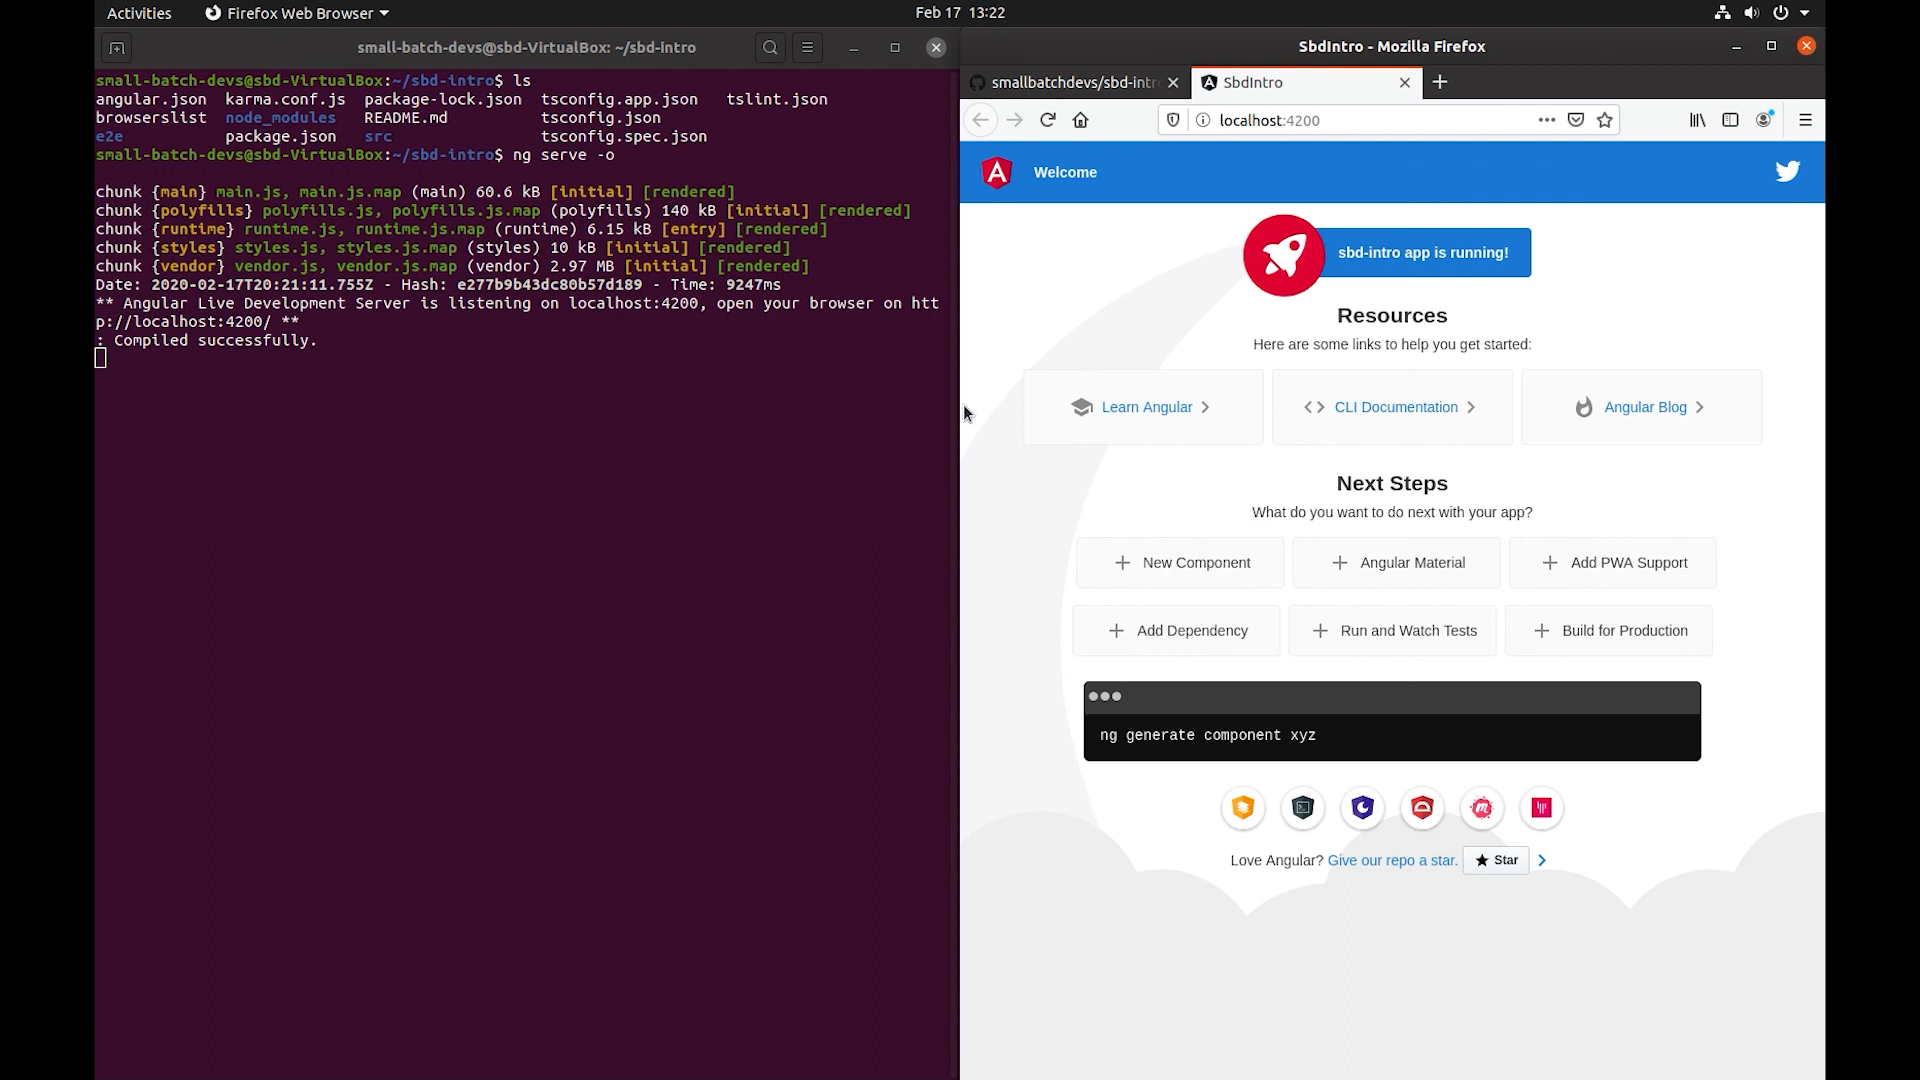 Activities Firefox Web Browser Feb 17 13:22
small-batch-devs@sbd-VirtualBox: ~/sbd-intro
small-batch-devs@sbd-VirtualBox:~/sbd-intro$ ls
angular.json karma.conf.js package-lock.json tsconfig.app.json tslint.json
browserslist node_modules README.md tsconfig.json
e2e package.json src tsconfig.spec.json
small-batch-devs@sbd-VirtualBox:~/sbd-intro$ ng serve -o
chunk {main} main.js, main.js.map (main) 60.6 kB [initial] [rendered]
chunk {polyfills} polyfills.js, polyfills.js.map (polyfills) 140 kB [initial] [rendered]
chunk {runtime} runtime.js, runtime.js.map (runtime) 6.15 kB [entry] [rendered]
chunk {styles} styles.js, styles.js.map (styles) 10 kB [initial] [rendered]
chunk {vendor} vendor.js, vendor.js.map (vendor) 2.97 MB [initial] [rendered]
Date: 2020-02-17T20:21:11.755Z - Hash: e277b9b43dc80b57d189 - Time: 9247ms
** Angular Live Development Server is listening on localhost:4200, open your browser on htt
p://localhost:4200/ **
: Compiled successfully.
SbdIntro - Mozilla Firefox
smallbatchdevs/sbd-intr SbdIntro
localhost:4200
A Welcome
sbd-intro app is running!
Resources
Here are some links to help you get started:
Learn Angular CLI Documentation Angular Blog
Next Steps
What do you want to do next with your app?
New Component Angular Material Add PWA Support
Add Dependency Run and Watch Tests Build for Production
ng generate component xyz
Love Angular? Give our repo a star. Star